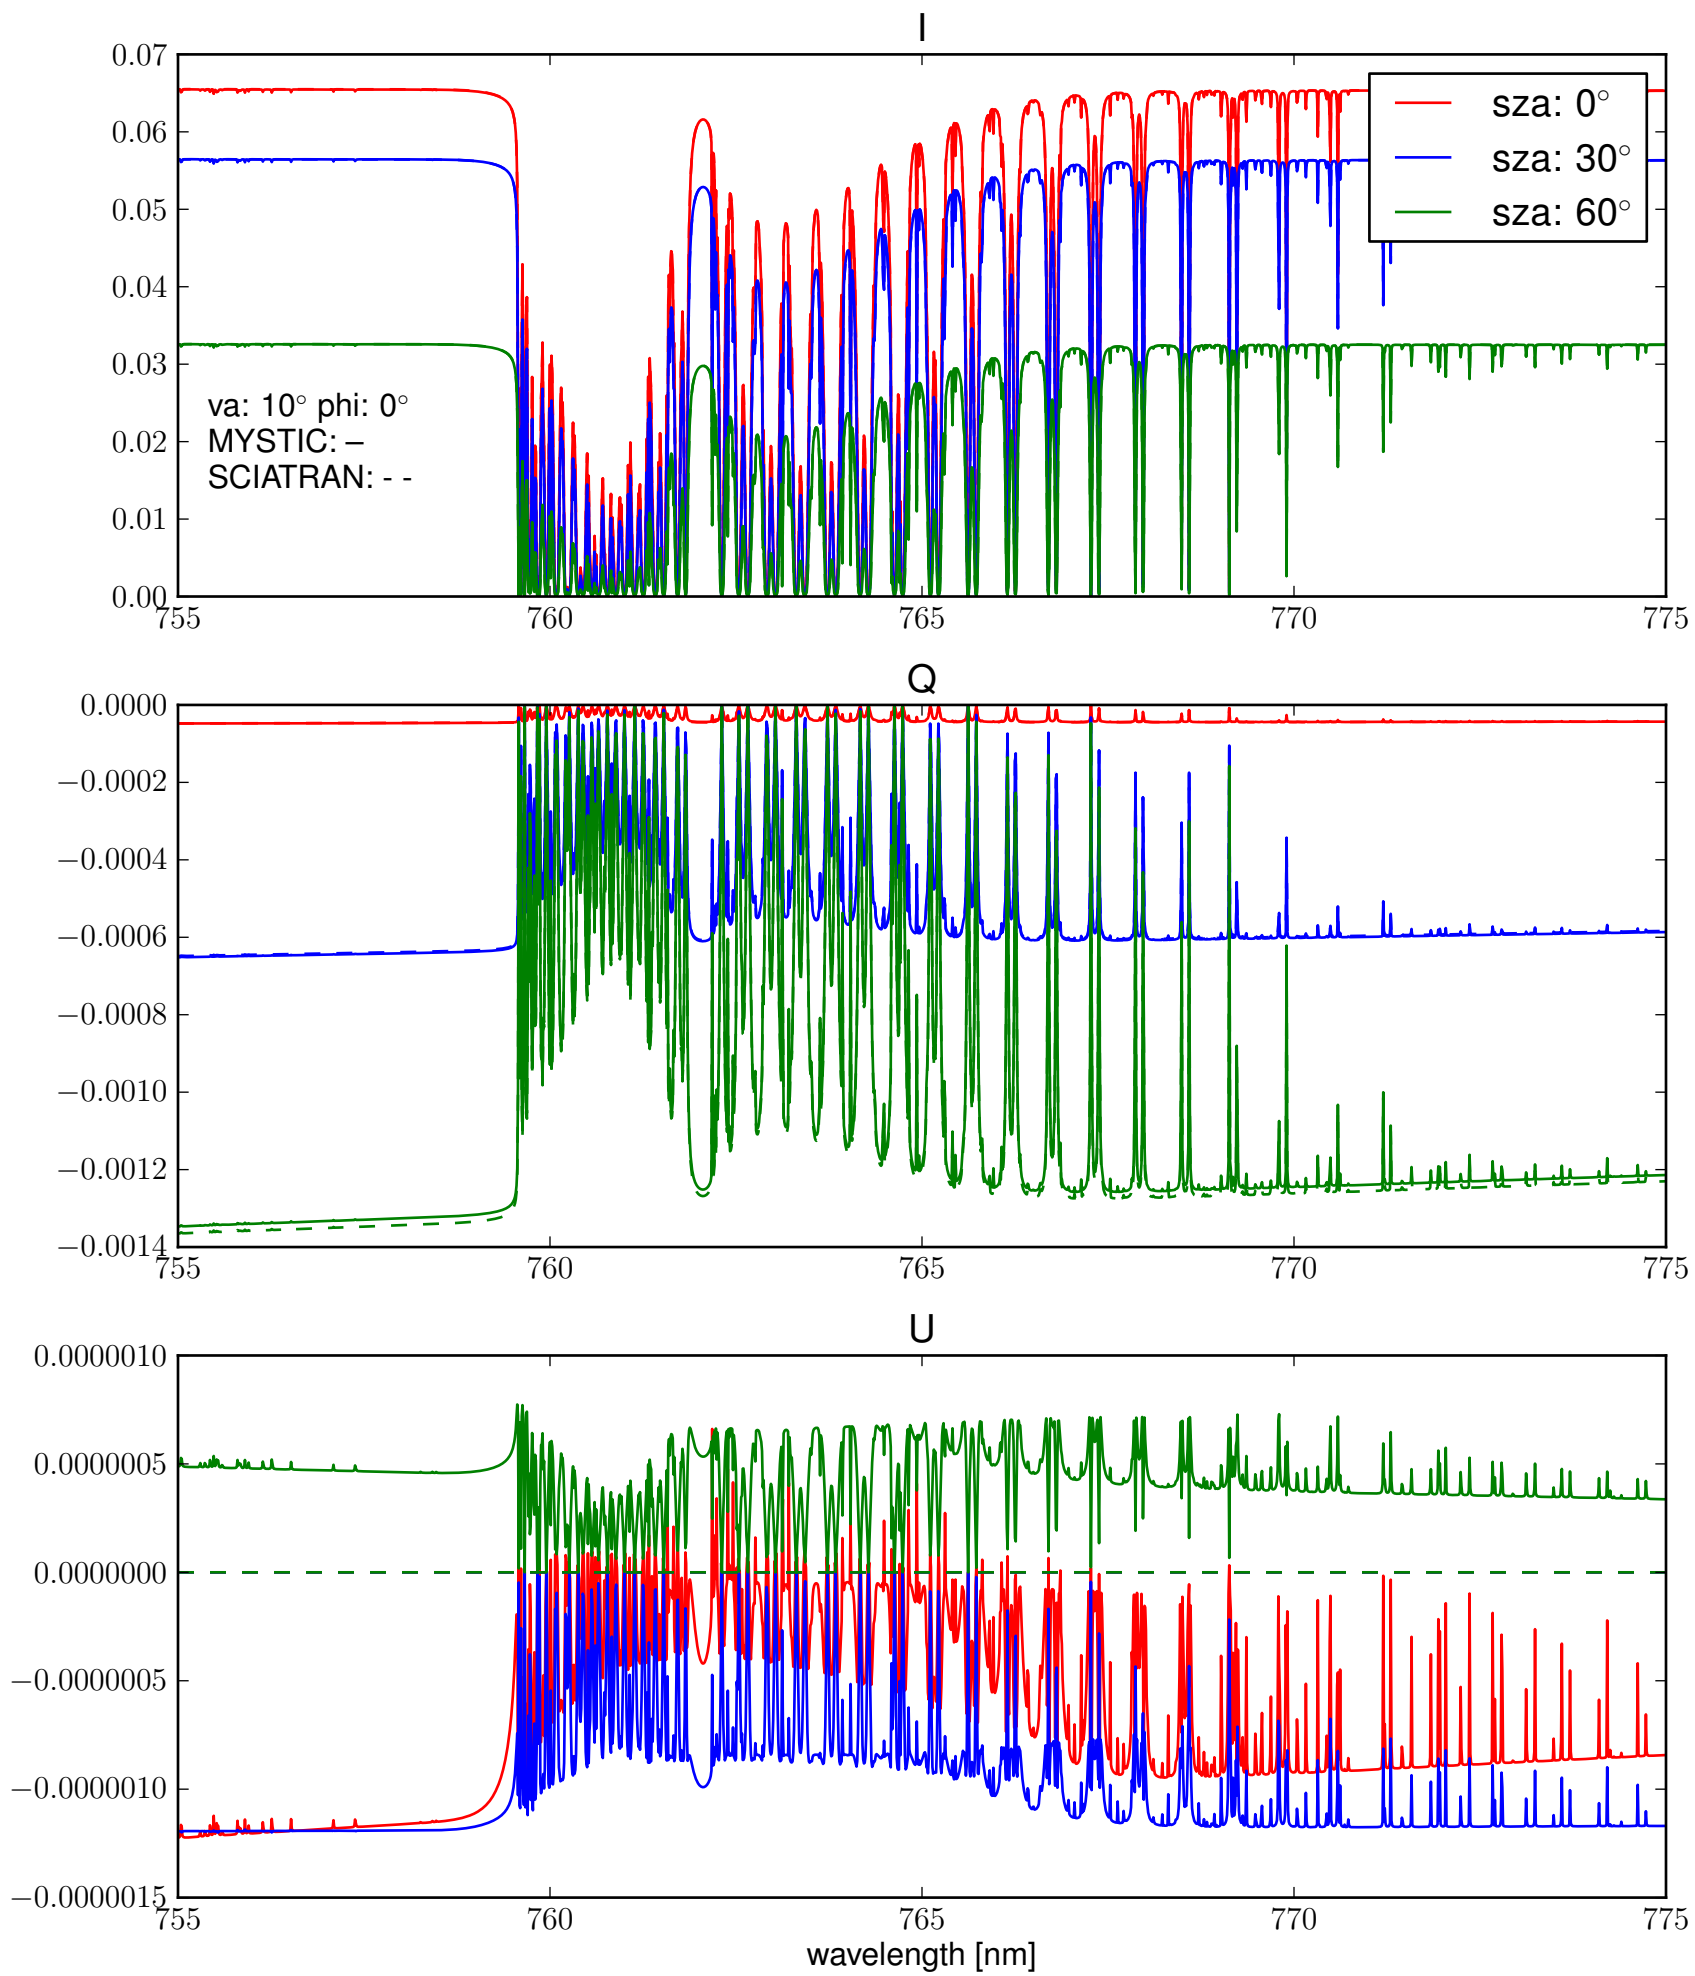 I
0.07
0.06
0.05
0.04
0.03
0.02
0.01
0.00
sza: 0°
sza: 30°
sza: 60°
va: 10° phi: 0°
MYSTIC: –
SCIATRAN: - -
755 760 765 770 775
Q
0.0000
−0.0002
−0.0004
−0.0006
−0.0008
−0.0010
−0.0012
−0.0014
755 760 765 770 775
U
0.0000010
0.0000005
0.0000000
−0.0000005
−0.0000010
−0.0000015
755 760 765 770 775
wavelength [nm]